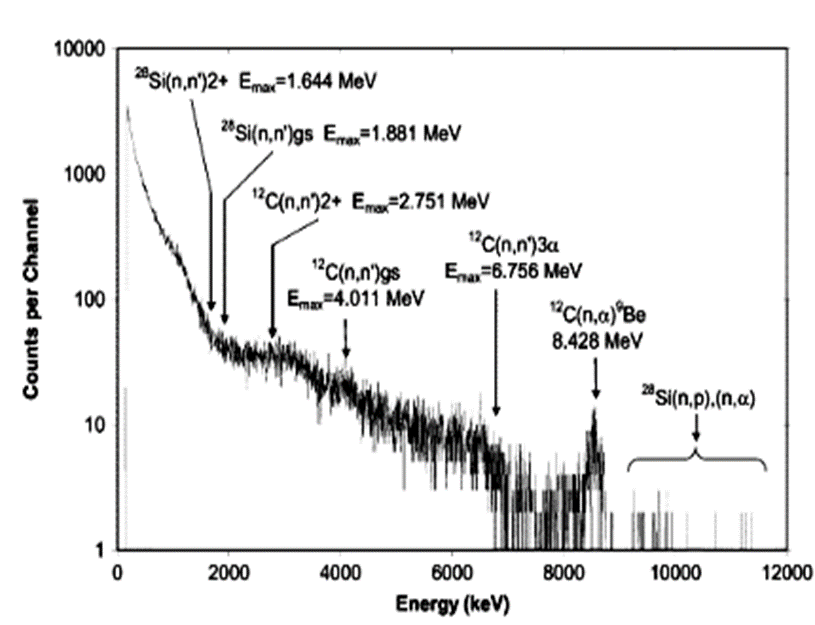 10000
²⁸Si(n,n')2+ Eₘₐₓ=1.644 MeV
²⁸Si(n,n')gs Eₘₐₓ=1.881 MeV
1000
¹²C(n,n')2+ Eₘₐₓ=2.751 MeV
¹²C(n,n')3α
Eₘₐₓ=6.756 MeV
¹²C(n,n')gs
Eₘₐₓ=4.011 MeV
100
¹²C(n,α)⁹Be
8.428 MeV
²⁸Si(n,p),(n,α)
10
1
Counts per Channel
0 2000 4000 6000 8000 10000 12000
Energy (keV)